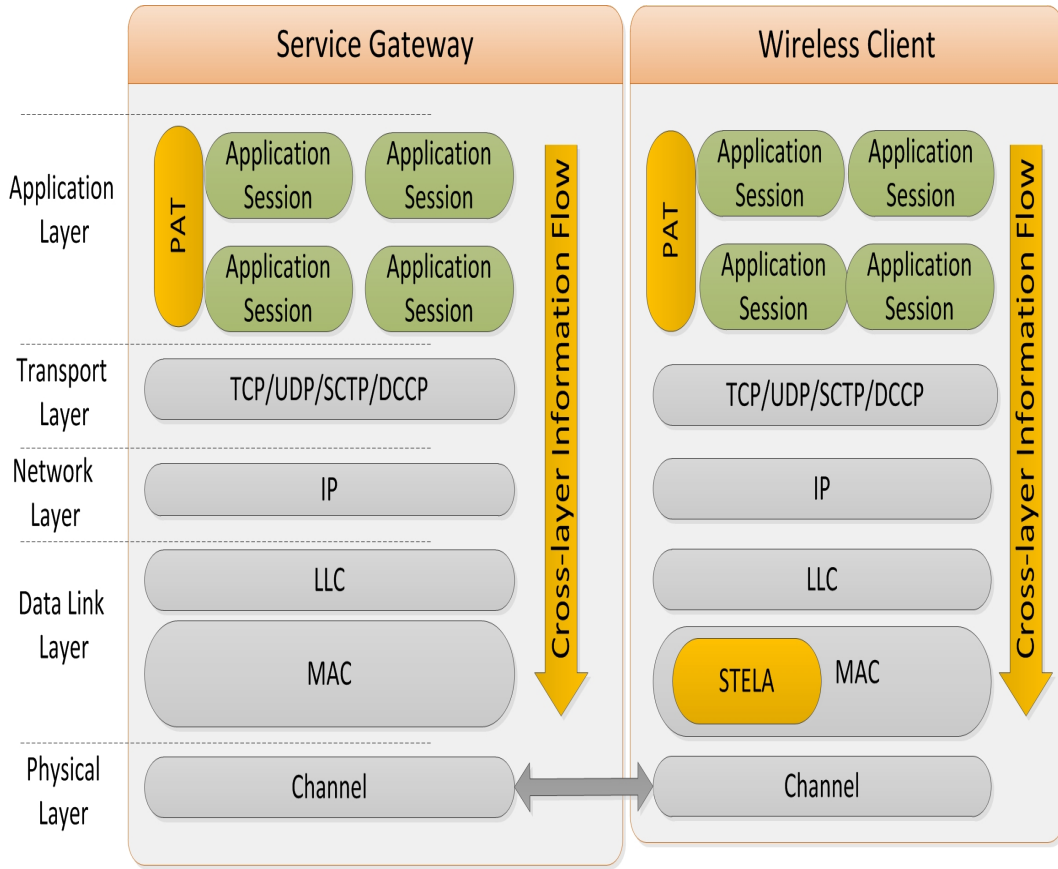 Service Gateway
Wireless Client
Application
Layer
PAT
Application
Session
Application
Session
Application
Session
Application
Session
Cross-layer Information Flow
PAT
Application
Session
Application
Session
Application
Session
Application
Session
Cross-layer Information Flow
Transport
Layer
TCP/UDP/SCTP/DCCP
TCP/UDP/SCTP/DCCP
Network
Layer
IP
IP
Data Link
Layer
LLC
LLC
MAC
STELA
MAC
Physical
Layer
Channel
Channel